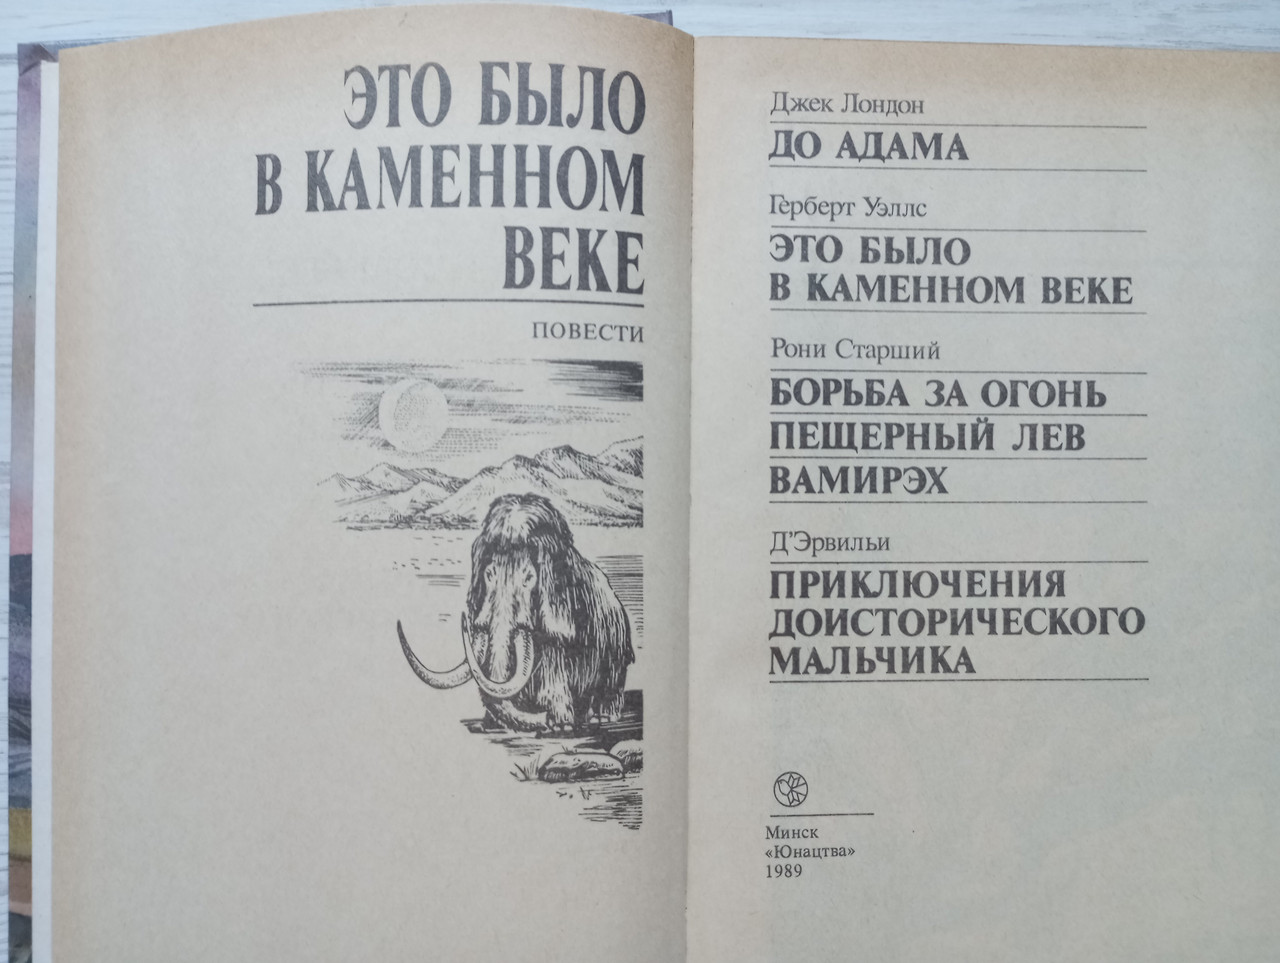 ЭТО БЫЛО
В КАМЕННОМ
ВЕКЕ
ПОВЕСТИ
Джек Лондон
ДО АДАМА
Герберт Уэллс
ЭТО БЫЛО
В КАМЕННОМ ВЕКЕ
Рони Старший
БОРЬБА ЗА ОГОНЬ
ПЕЩЕРНЫЙ ЛЕВ
ВАМИРЭХ
Д’Эрвильи
ПРИКЛЮЧЕНИЯ
ДОИСТОРИЧЕСКОГО
МАЛЬЧИКА
Минск
«Юнацтва»
1989